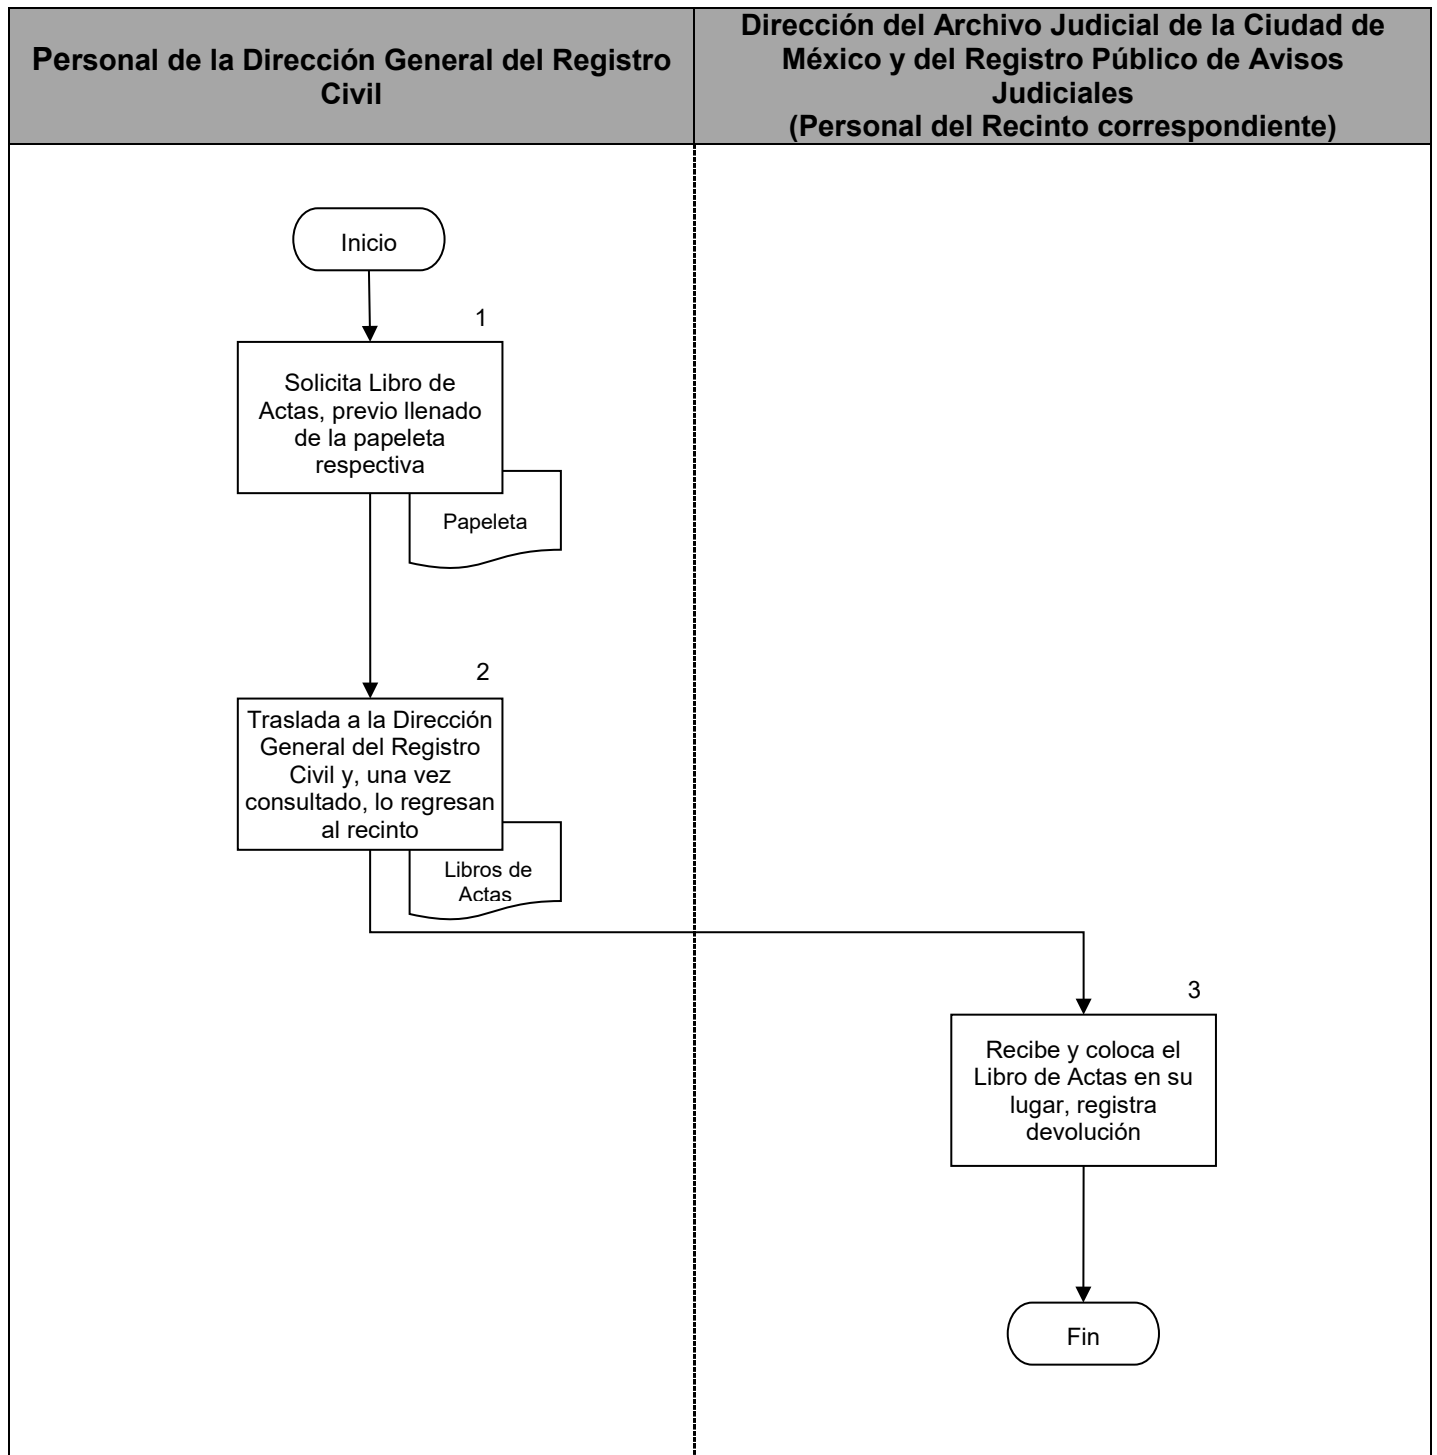 Personal de la Dirección General del Registro
Civil
Dirección del Archivo Judicial de la Ciudad de
México y del Registro Público de Avisos
Judiciales
(Personal del Recinto correspondiente)
Inicio
1
Solicita Libro de
Actas, previo llenado
de la papeleta
respectiva
Papeleta
2
Traslada a la Dirección
General del Registro
Civil y, una vez
consultado, lo regresan
al recinto
Libros de
Actas
3
Recibe y coloca el
Libro de Actas en su
lugar, registra
devolución
Fin